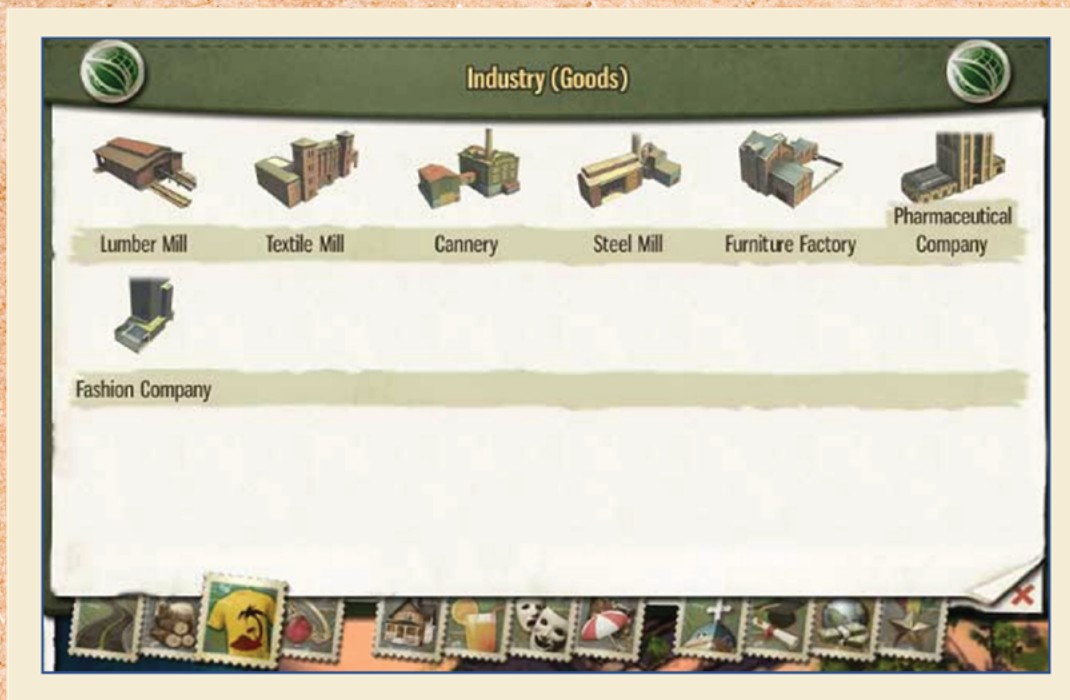 Industry (Goods)
Lumber Mill
Textile Mill
Cannery
Steel Mill
Furniture Factory
Pharmaceutical
Company
Fashion Company